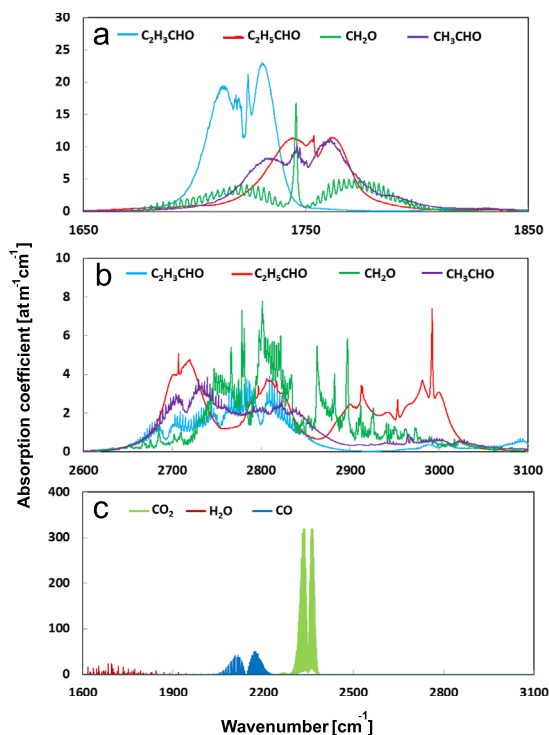 a
C₂H₃CHO C₂H₅CHO CH₂O CH₃CHO
30
25
20
15
10
5
0
1650 1750 1850
b
C₂H₃CHO C₂H₅CHO CH₂O CH₃CHO
10
8
6
4
2
0
2600 2700 2800 2900 3000 3100
Absorption coefficient [atm⁻¹cm⁻¹]
c
CO₂ H₂O CO
400
300
200
100
0
1600 1900 2200 2500 2800 3100
Wavenumber [cm⁻¹]